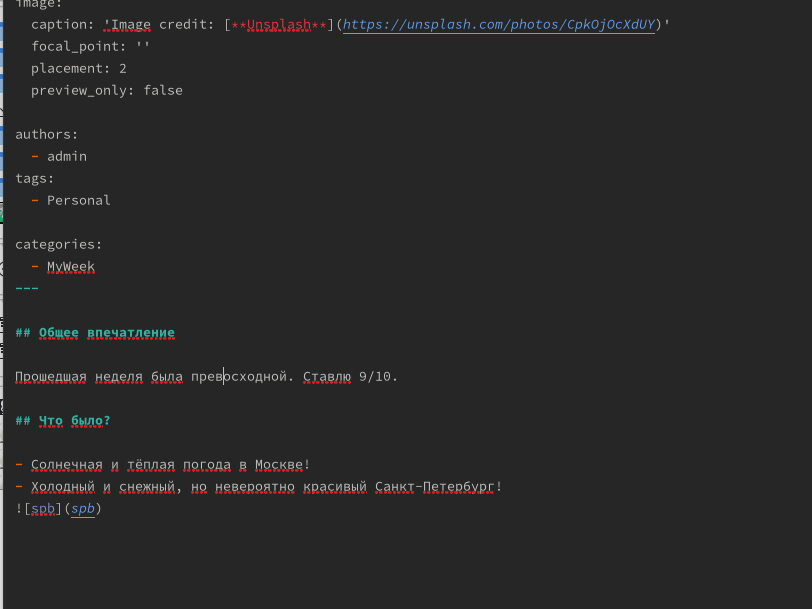 image:
  caption: 'Image credit: [**Unsplash**](https://unsplash.com/photos/CpkOjOcXdUY)'
  focal_point: ''
  placement: 2
  preview_only: false
authors:
  - admin
tags:
  - Personal
categories:
  - MyWeek
---
## Общее впечатление
Прошедшая неделя была превосходной. Ставлю 9/10.
## Что было?
- Солнечная и тёплая погода в Москве!
- Холодный и снежный, но невероятно красивый Санкт-Петербург!
![spb](spb)